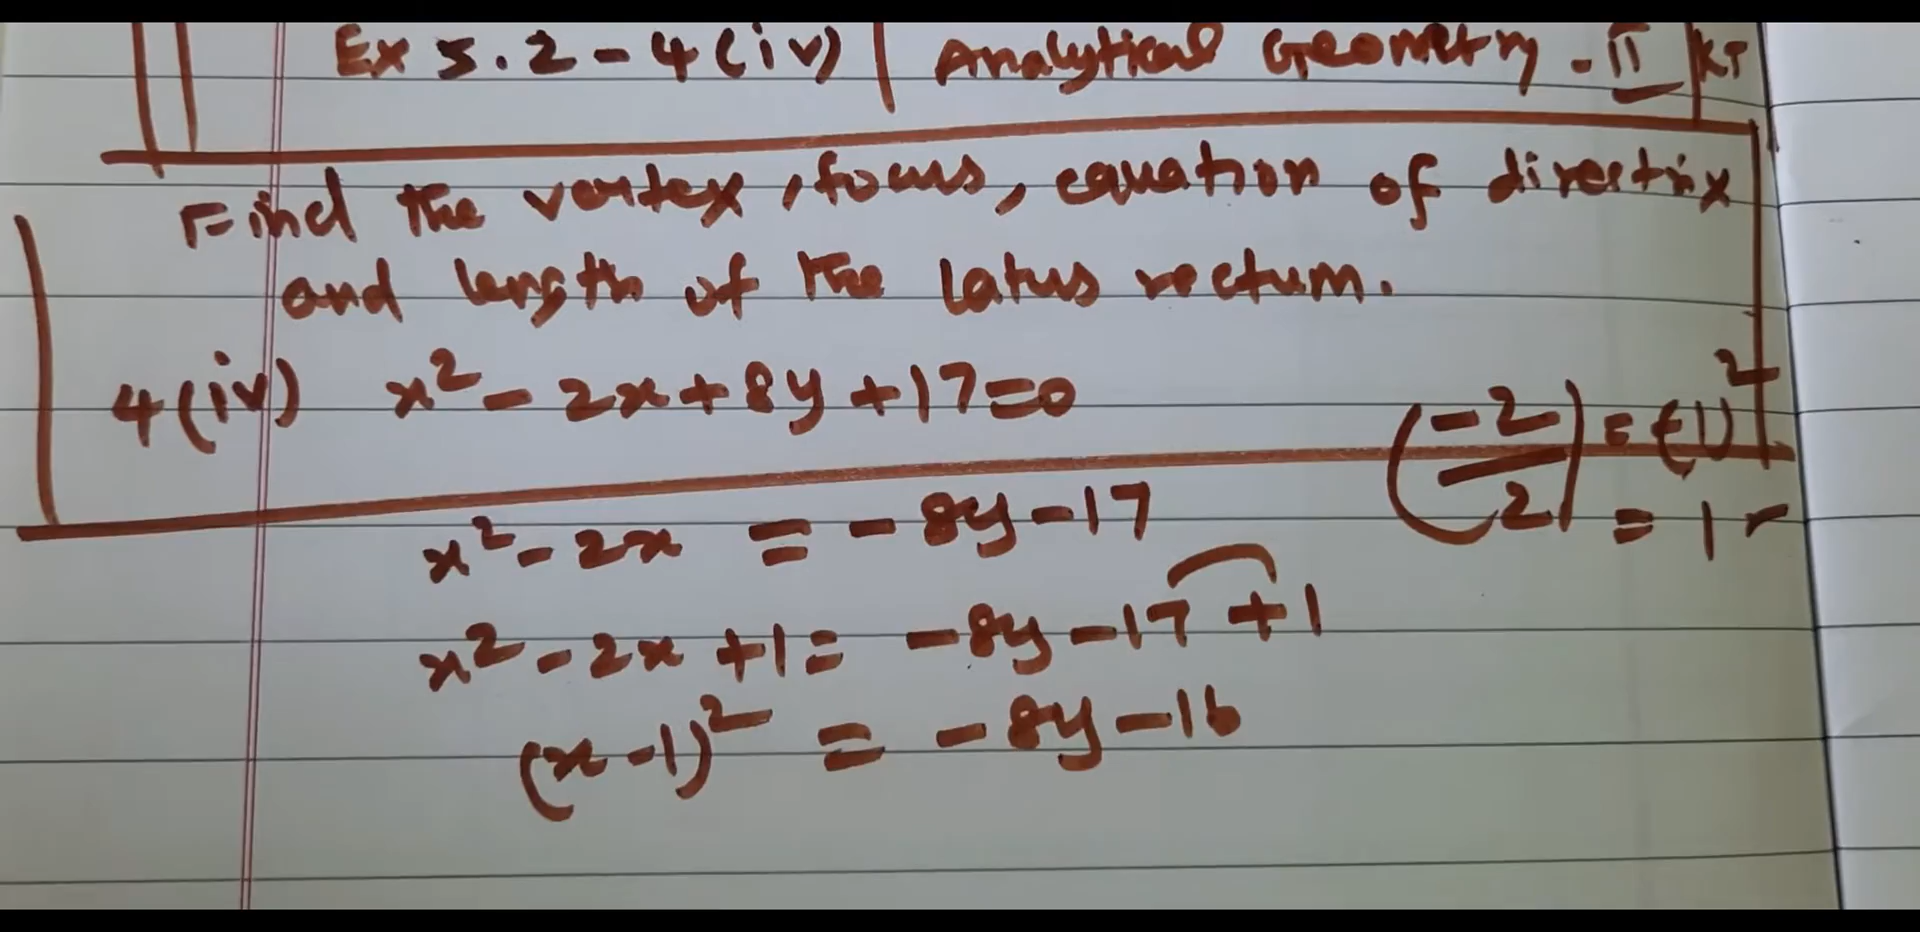 Ex 5.2-4(iv) | Analytical Geometry-II | KT
Find the vertex, focus, equation of directrix
and length of the latus rectum.
4(iv) x² - 2x + 8y + 17 = 0
(-2/2) = (-1)²
= 1
x² - 2x = -8y - 17
x² - 2x + 1 = -8y - 17 + 1
(x - 1)² = -8y - 16